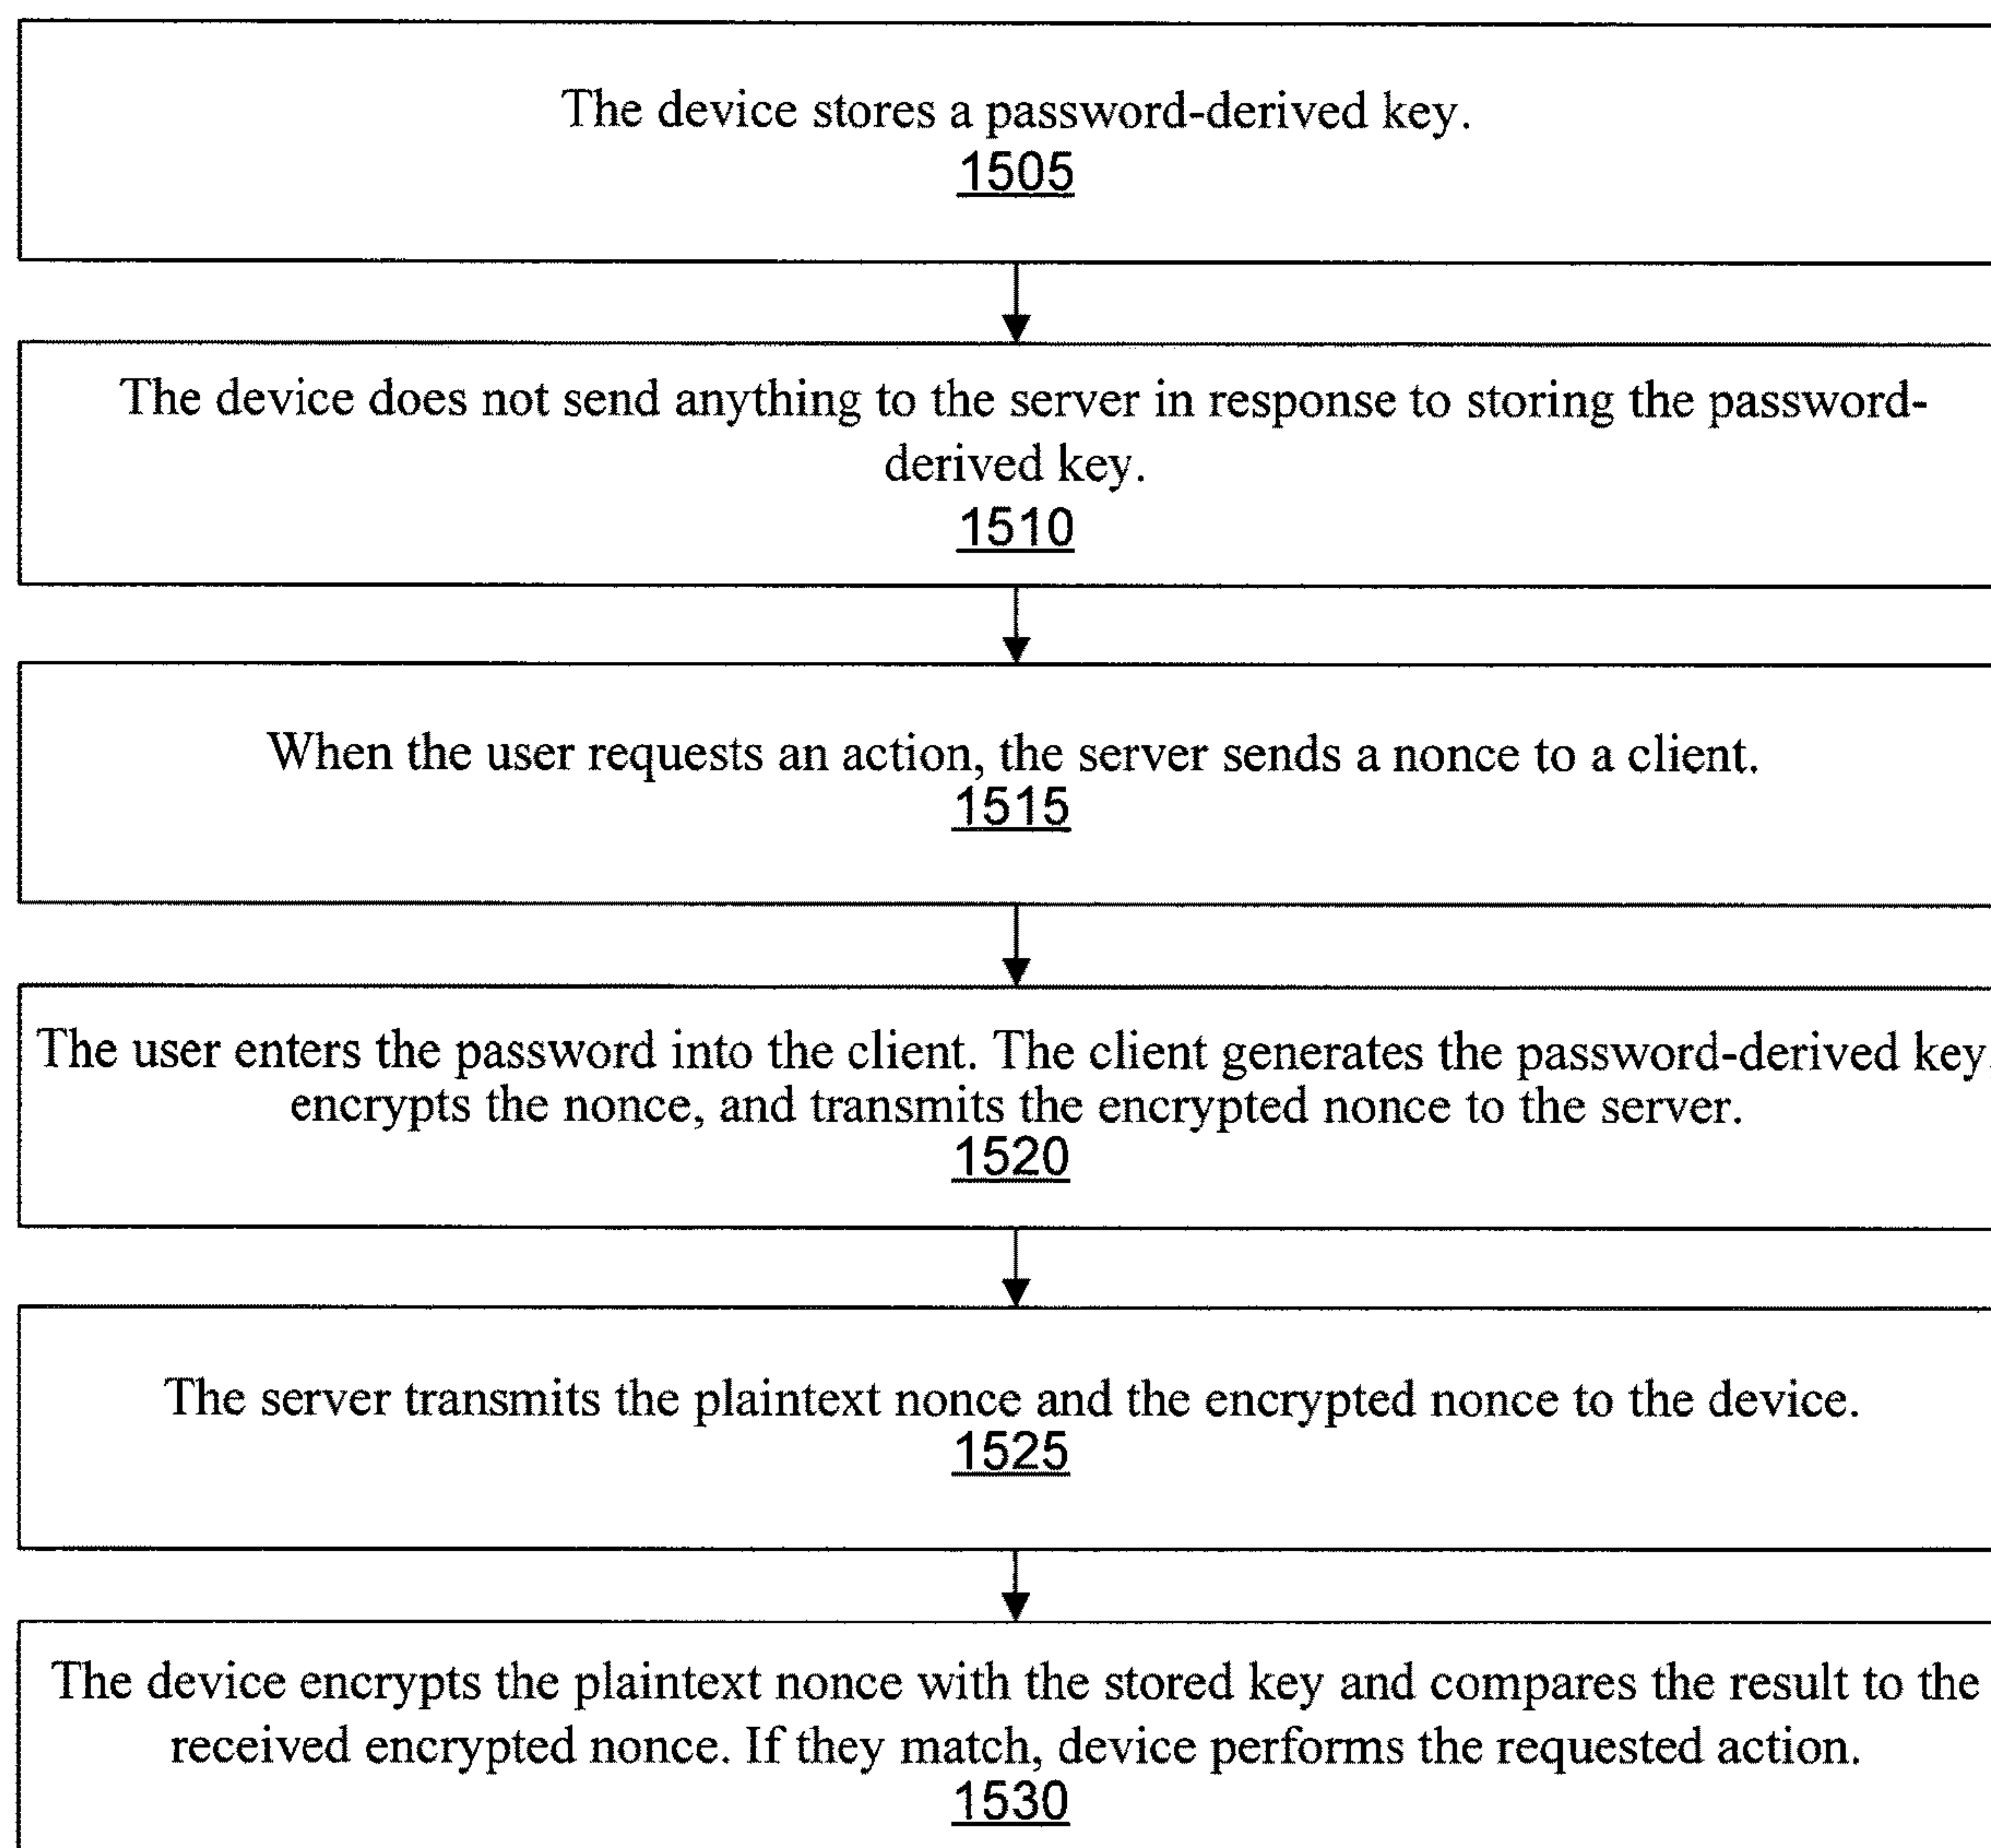 The device stores a password-derived key.
1505
The device does not send anything to the server in response to storing the password-
derived key.
1510
When the user requests an action, the server sends a nonce to a client.
1515
The user enters the password into the client. The client generates the password-derived key,
encrypts the nonce, and transmits the encrypted nonce to the server.
1520
The server transmits the plaintext nonce and the encrypted nonce to the device.
1525
The device encrypts the plaintext nonce with the stored key and compares the result to the
received encrypted nonce. If they match, device performs the requested action.
1530